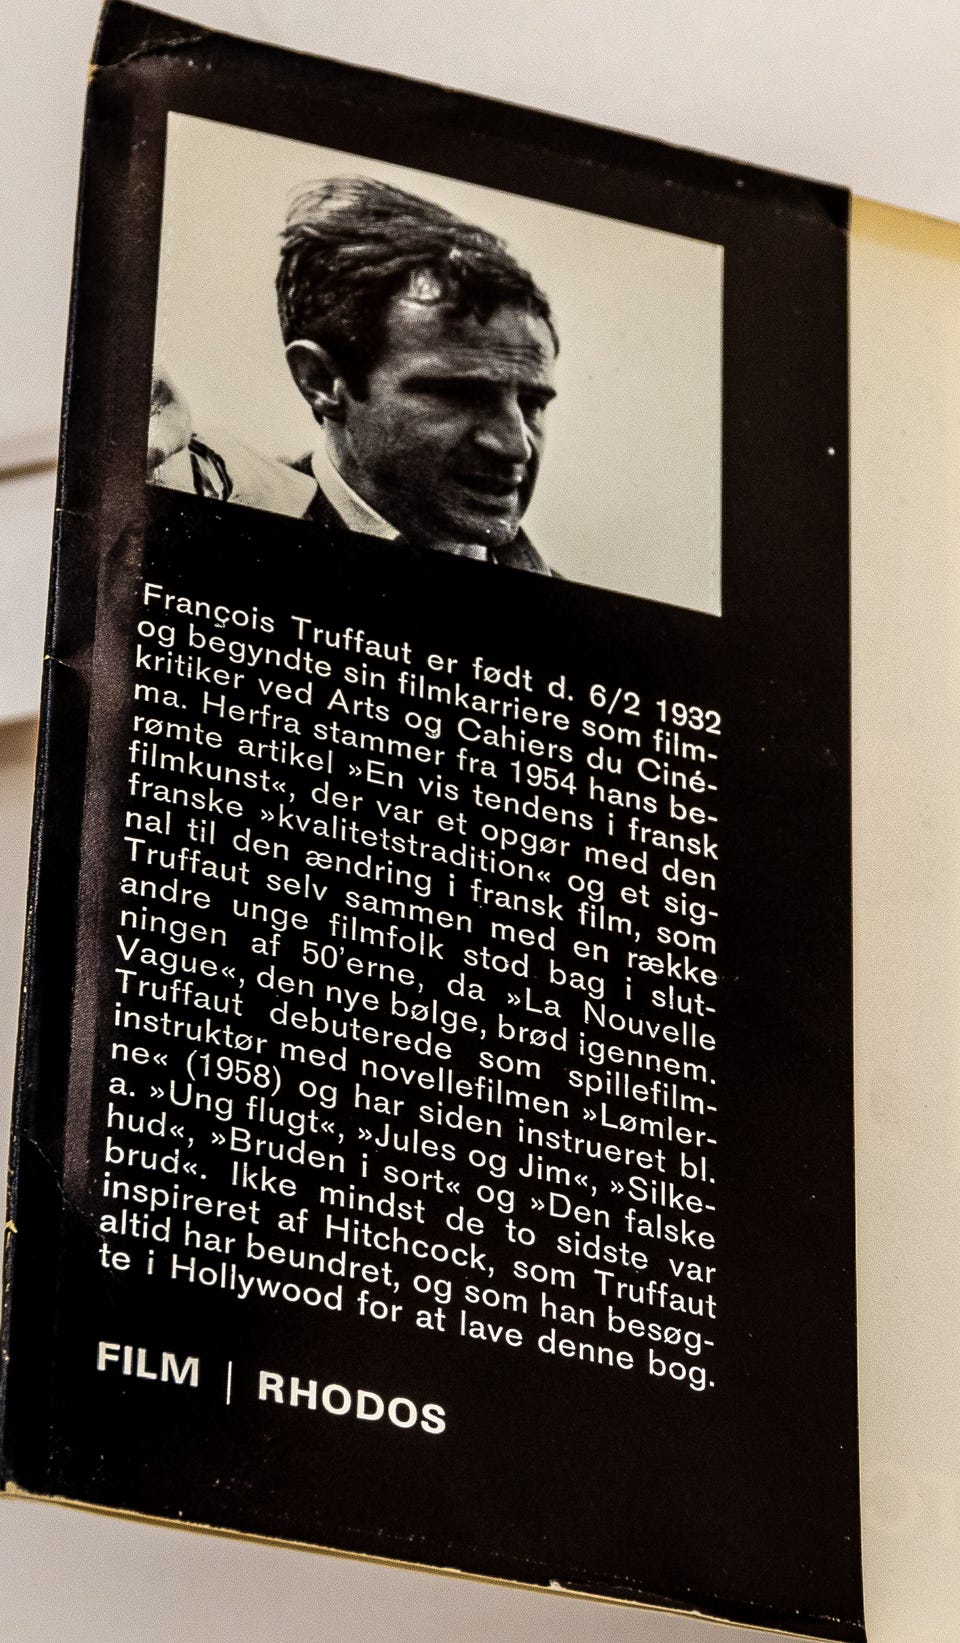 François Truffaut er født d. 6/2 1932
og begyndte sin filmkarriere som film-
kritiker ved Arts og Cahiers du Ciné-
ma. Herfra stammer fra 1954 hans be-
rømte artikel »En vis tendens i fransk
filmkunst«, der var et opgør med den
franske »kvalitetstradition« og et sig-
nal til den ændring i fransk film, som
Truffaut selv sammen med en række
andre unge filmfolk stod bag i slut-
ningen af 50'erne, da »La Nouvelle
Vague«, den nye bølge, brød igennem.
Truffaut debuterede som spillefilm-
instruktør med novellefilmen »Lømler-
ne« (1958) og har siden instrueret bl.
a. »Ung flugt«, »Jules og Jim«, »Silke-
hud«, »Bruden i sort« og »Den falske
brud«. Ikke mindst de to sidste var
inspireret af Hitchcock, som Truffaut
altid har beundret, og som han besøg-
te i Hollywood for at lave denne bog.
FILM | RHODOS